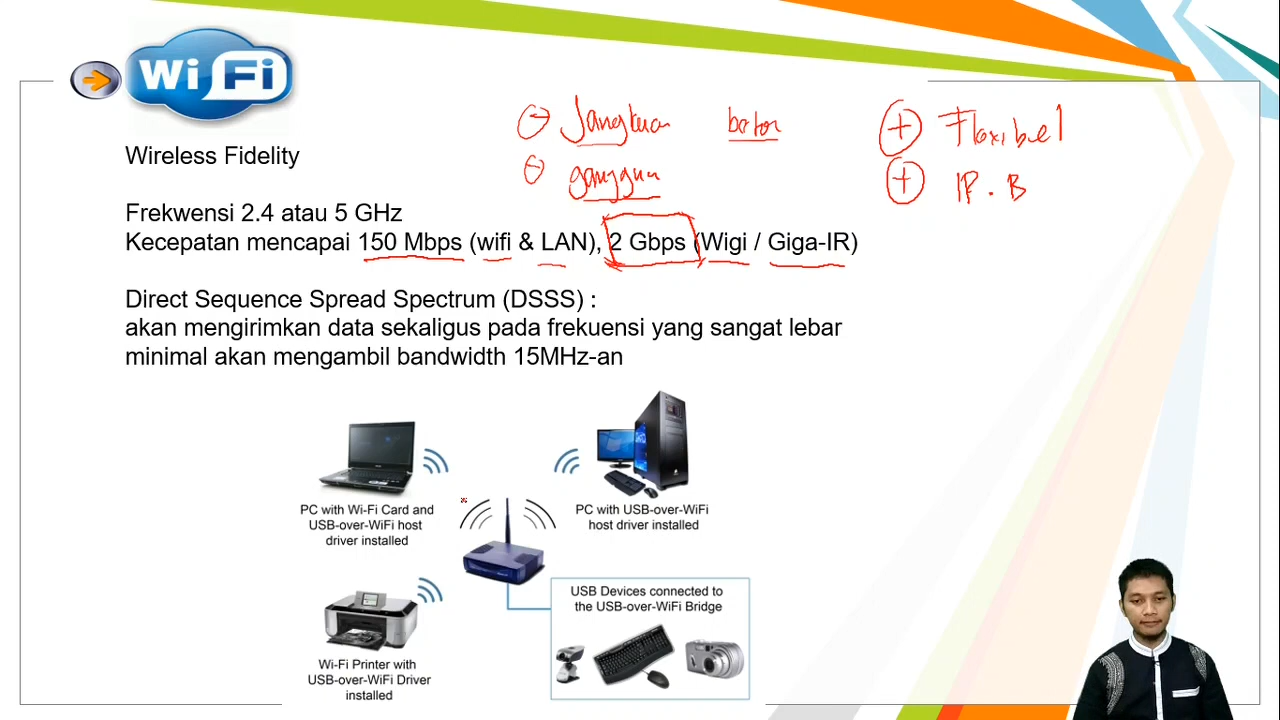 Wi Fi
⊖ Jangkuan
⊖ ganggun
⊕ Flexibel
⊕ IP. B
Wireless Fidelity
Frekwensi 2.4 atau 5 GHz
Kecepatan mencapai 150 Mbps (wifi & LAN), 2 Gbps (Wigi / Giga-IR)
Direct Sequence Spread Spectrum (DSSS) :
akan mengirimkan data sekaligus pada frekuensi yang sangat lebar
minimal akan mengambil bandwidth 15MHz-an
PC with Wi-Fi Card and
USB-over-WiFi host
driver installed
PC with USB-over-WiFi
host driver installed
Wi-Fi Printer with
USB-over-WiFi Driver
installed
USB Devices connected to
the USB-over-WiFi Bridge